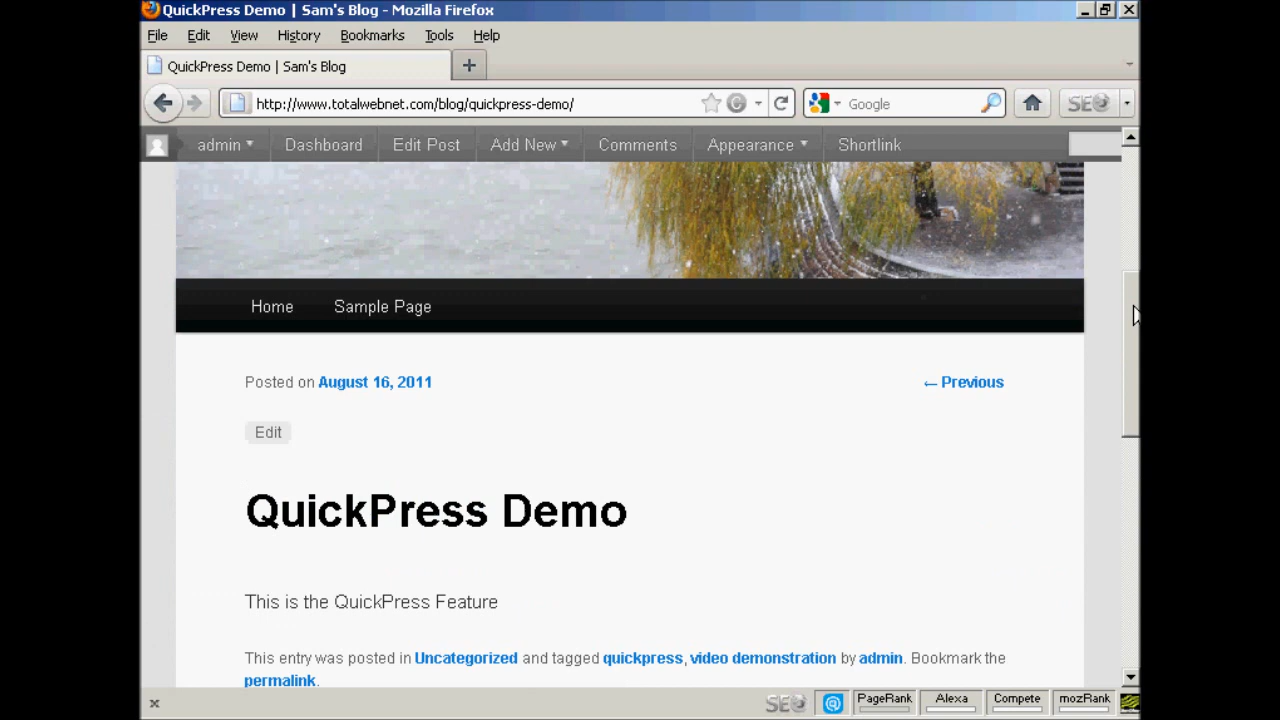 QuickPress Demo | Sam's Blog - Mozilla Firefox
File Edit View History Bookmarks Tools Help
QuickPress Demo | Sam's Blog
http://www.totalwebnet.com/blog/quickpress-demo/ Google SEO
admin Dashboard Edit Post Add New Comments Appearance Shortlink
Home Sample Page
Posted on August 16, 2011 ← Previous
Edit
QuickPress Demo
This is the QuickPress Feature
This entry was posted in Uncategorized and tagged quickpress, video demonstration by admin. Bookmark the
permalink.
x SEO PageRank Alexa Compete mozRank